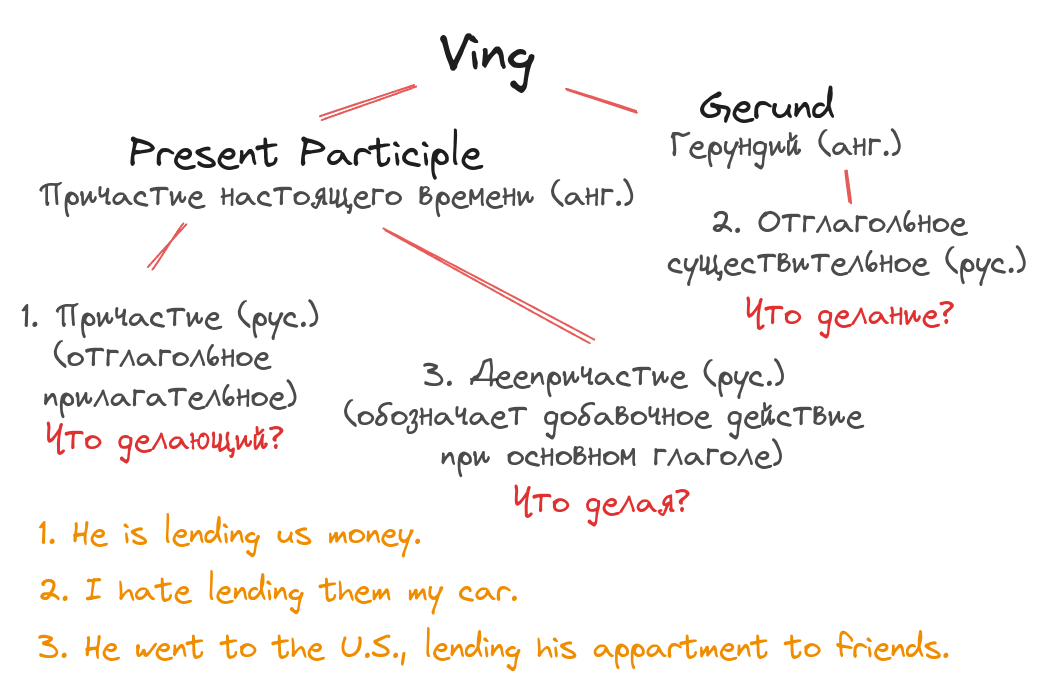 Ving
Gerund
Герундий (анг.)
Present Participle
Причастие настоящего времени (анг.)
2. Отглагольное
существительное (рус.)
Что делание?
1. Причастие (рус.)
(отглагольное
прилагательное)
Что делающий?
3. Деепричастие (рус.)
(обозначает добавочное действие
при основном глаголе)
Что делая?
1. He is lending us money.
2. I hate lending them my car.
3. He went to the U.S., lending his appartment to friends.